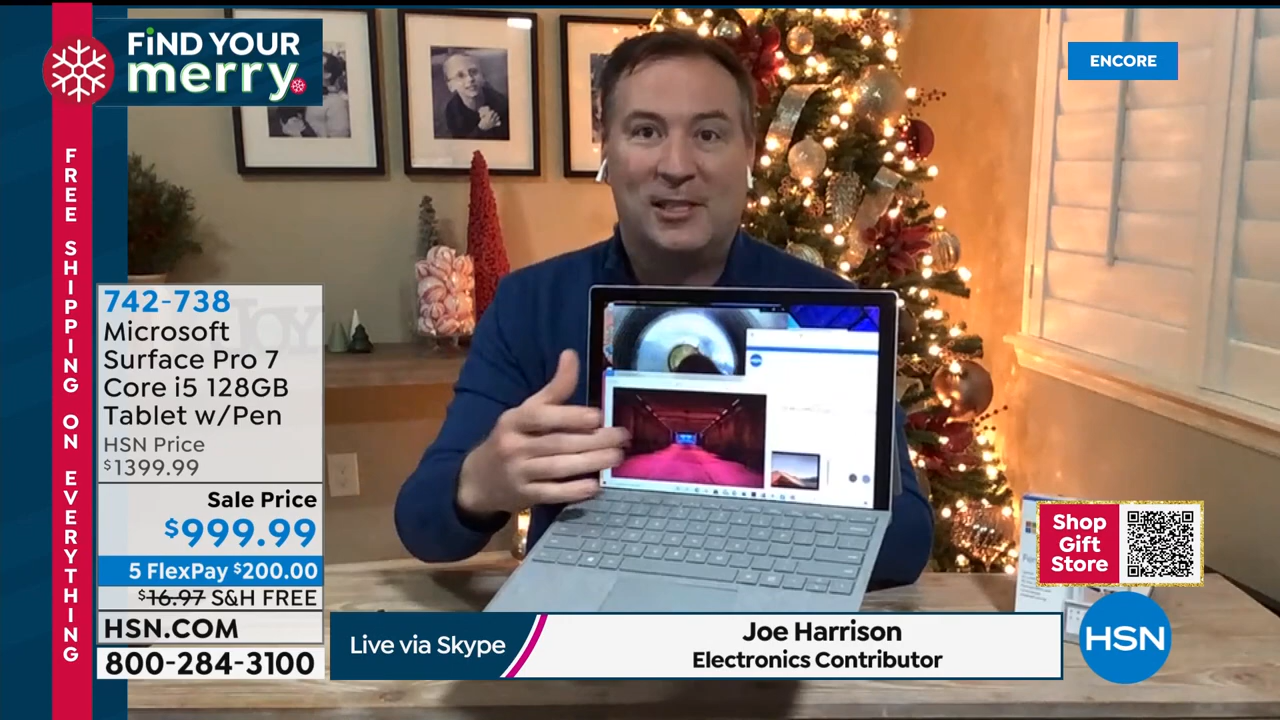 FiND YOUR
merry.
ENCORE
FREE SHIPPING ON EVERYTHING
JOY
742-738
Microsoft
Surface Pro 7
Core i5 128GB
Tablet w/Pen
HSN Price
$1399.99
Sale Price
$999.99
5 FlexPay $200.00
$16.97 S&H FREE
HSN.COM
800-284-3100
Live via Skype
Joe Harrison
Electronics Contributor
Shop
Gift
Store
HSN